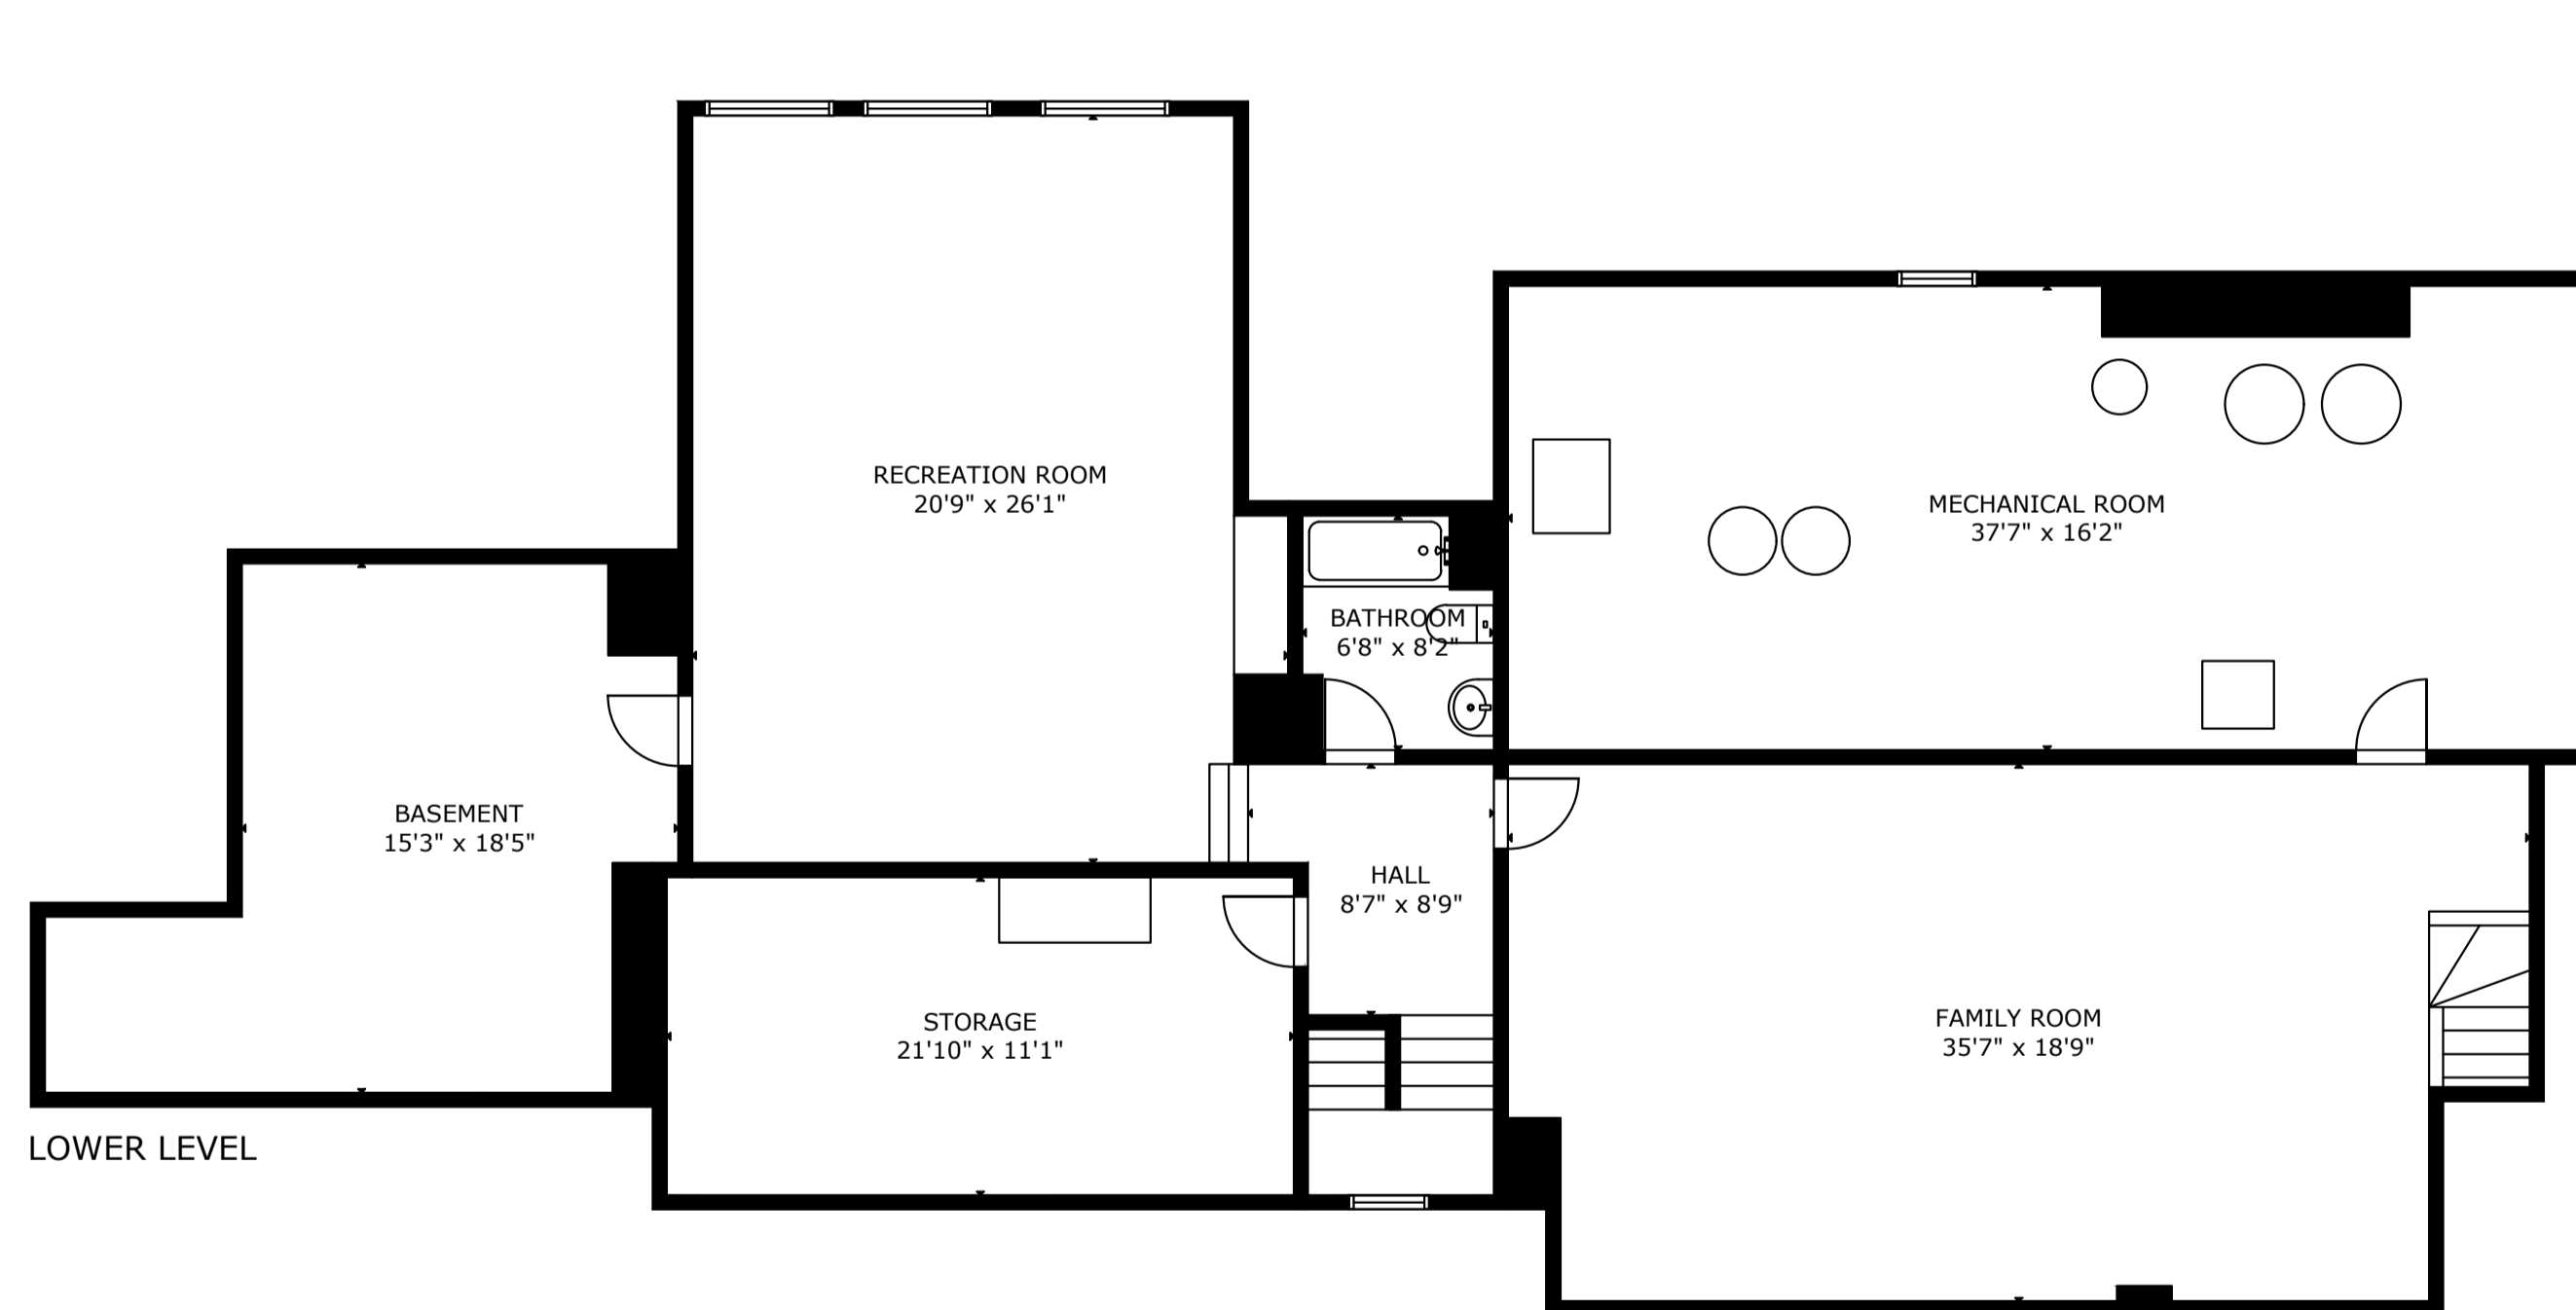 RECREATION ROOM
20'9" x 26'1"
MECHANICAL ROOM
37'7" x 16'2"
BATHROOM
6'8" x 8'2"
BASEMENT
15'3" x 18'5"
HALL
8'7" x 8'9"
STORAGE
21'10" x 11'1"
FAMILY ROOM
35'7" x 18'9"
LOWER LEVEL